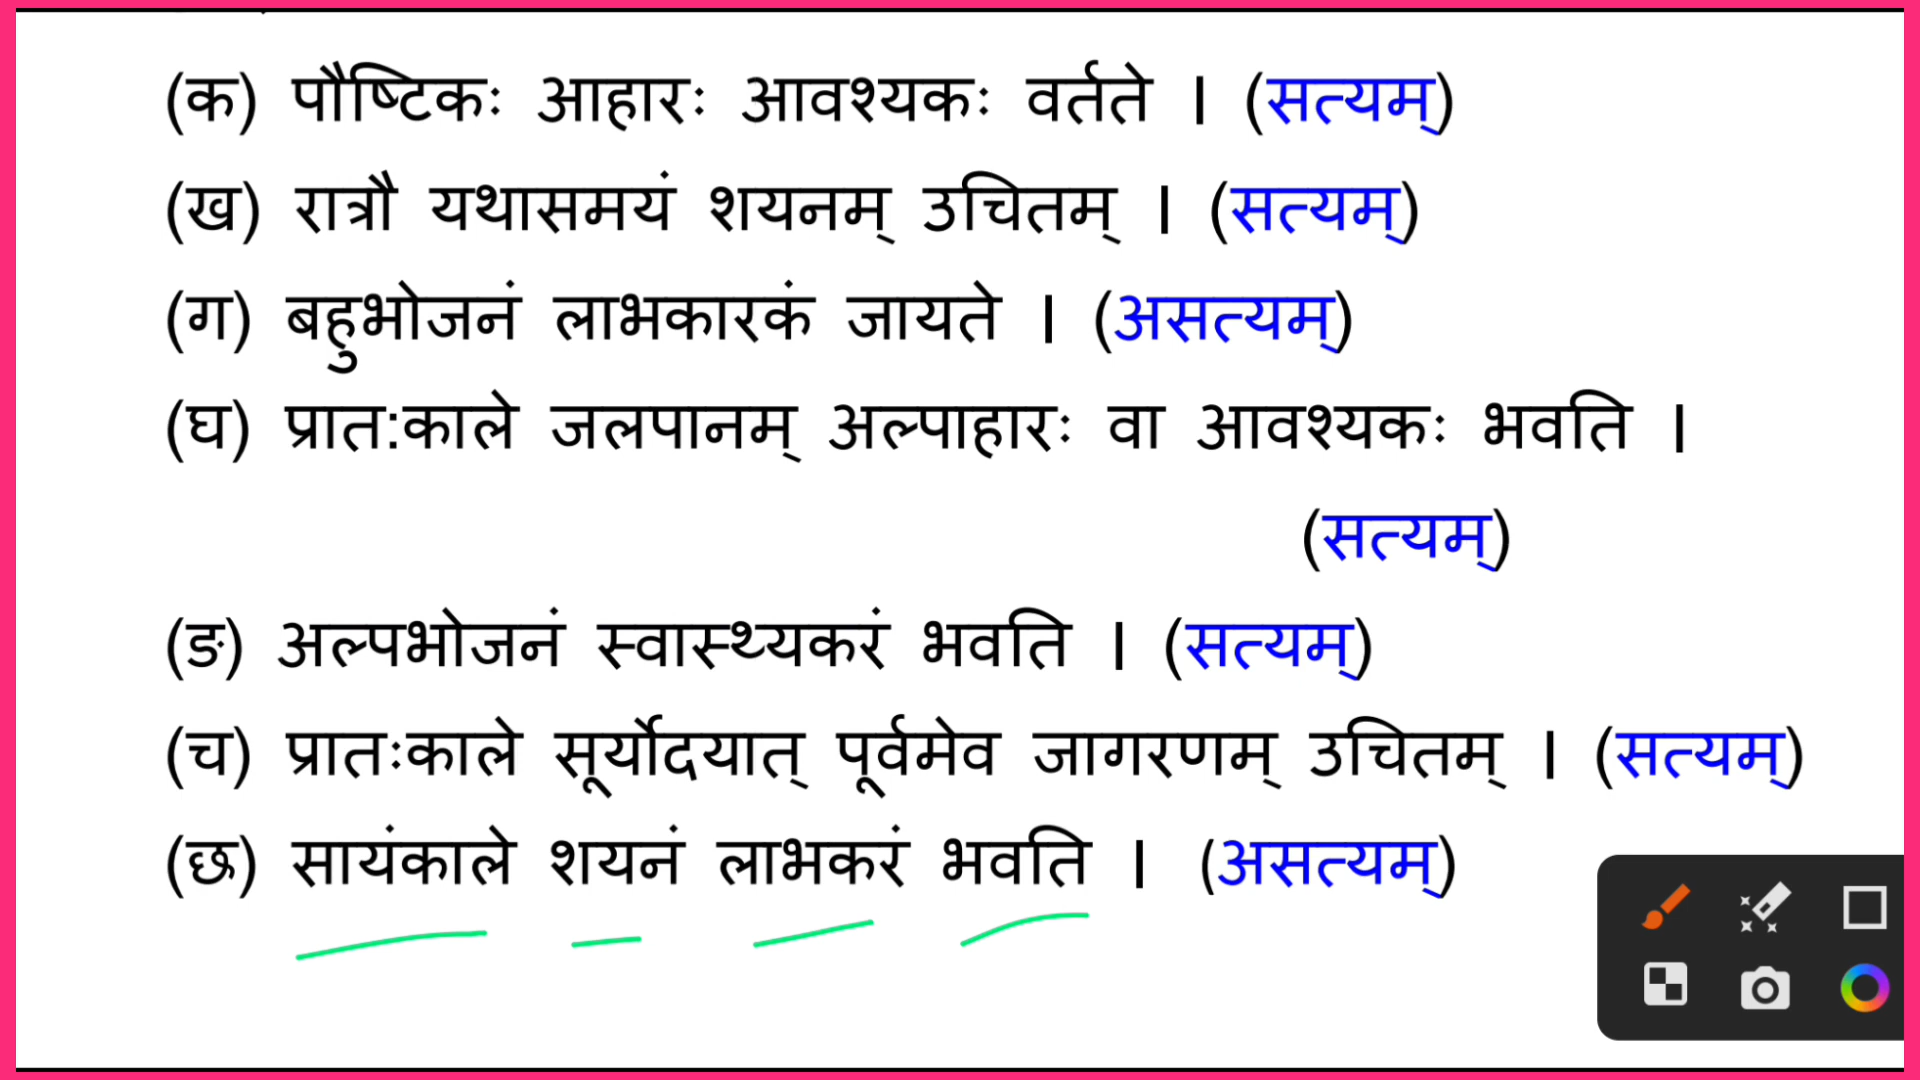 (क) पौष्टिकः आहारः आवश्यकः वर्तते । (सत्यम्)
(ख) रात्रौ यथासमयं शयनम् उचितम् । (सत्यम्)
(ग) बहुभोजनं लाभकारकं जायते । (असत्यम्)
(घ) प्रात:काले जलपानम् अल्पाहारः वा आवश्यकः भवति ।
(सत्यम्)
(ङ) अल्पभोजनं स्वास्थ्यकरं भवति । (सत्यम्)
(च) प्रातःकाले सूर्योदयात् पूर्वमेव जागरणम् उचितम् । (सत्यम्)
(छ) सायंकाले शयनं लाभकरं भवति । (असत्यम्)